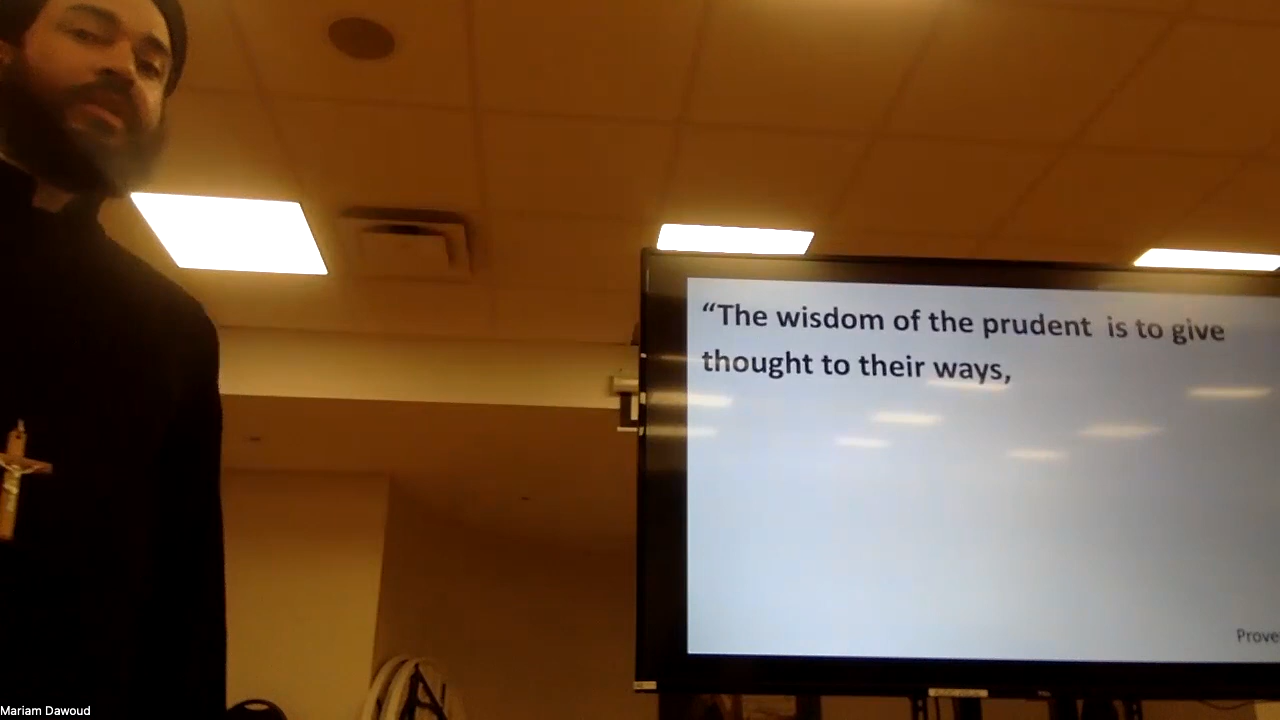 “The wisdom of the prudent is to give
thought to their ways,
Prove
Mariam Dawoud